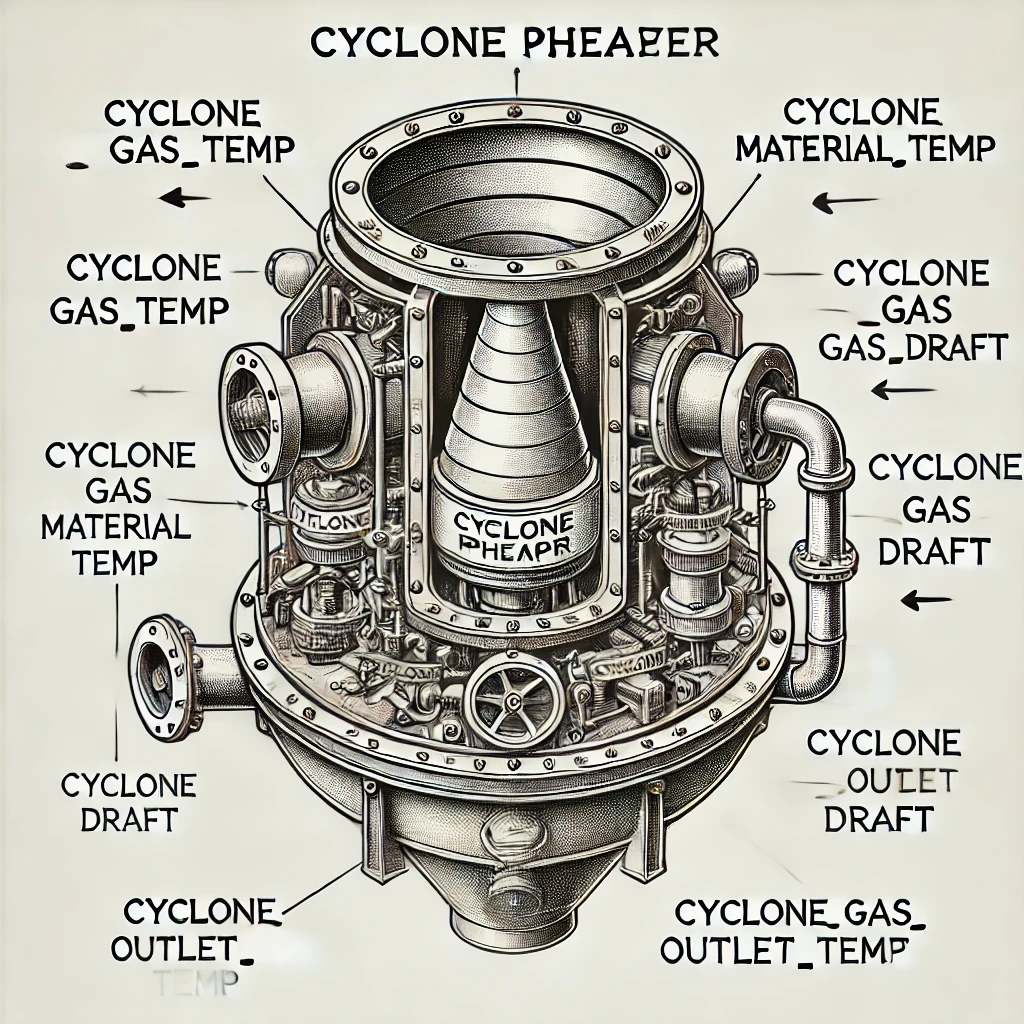 CYCLONE PHEAPER
CYCLONE
GAS_TEMP
CYCLONE
MATERIAL_TEMP
CYCLONE
GAS_TEMP
CYCLONE
GAS
GAS_DRAFT
CYCLONE
GAS
MATERIAL
TEMP
CYCLONE
GAS
DRAFT
CYCLONE
PHEAPR
CYCLONE
DRAFT
CYCLONE
OUTLET
DRAFT
CYCLONE
OUTLET_
TEMP
CYCLONE_GAS_
OUTLET_TEMP